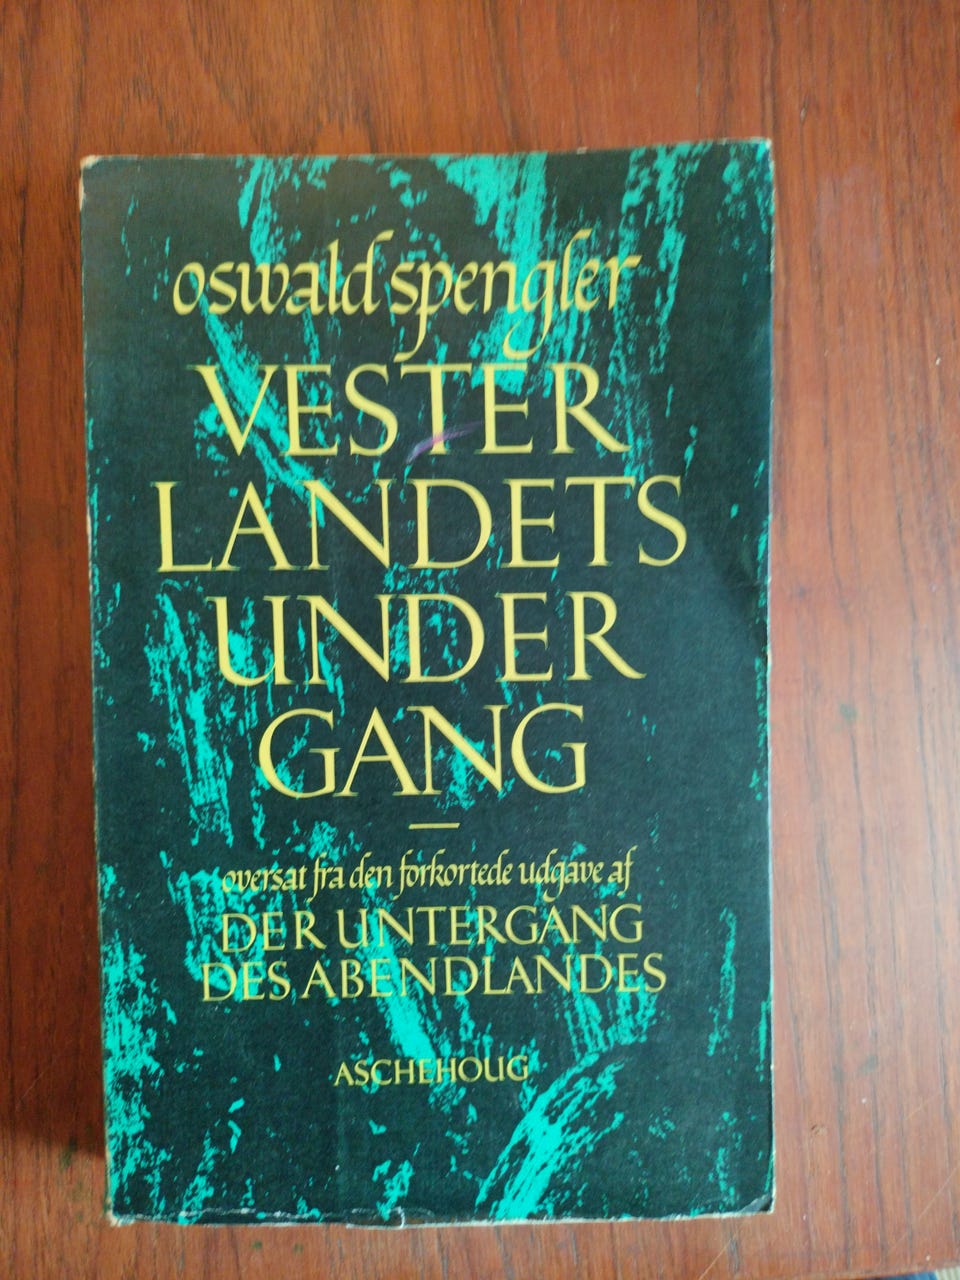 oswald spengler
VESTER
LANDETS
UNDER
GANG
oversat fra den forkortede udgave af
DER UNTERGANG
DES ABENDLANDES
ASCHEHOUG